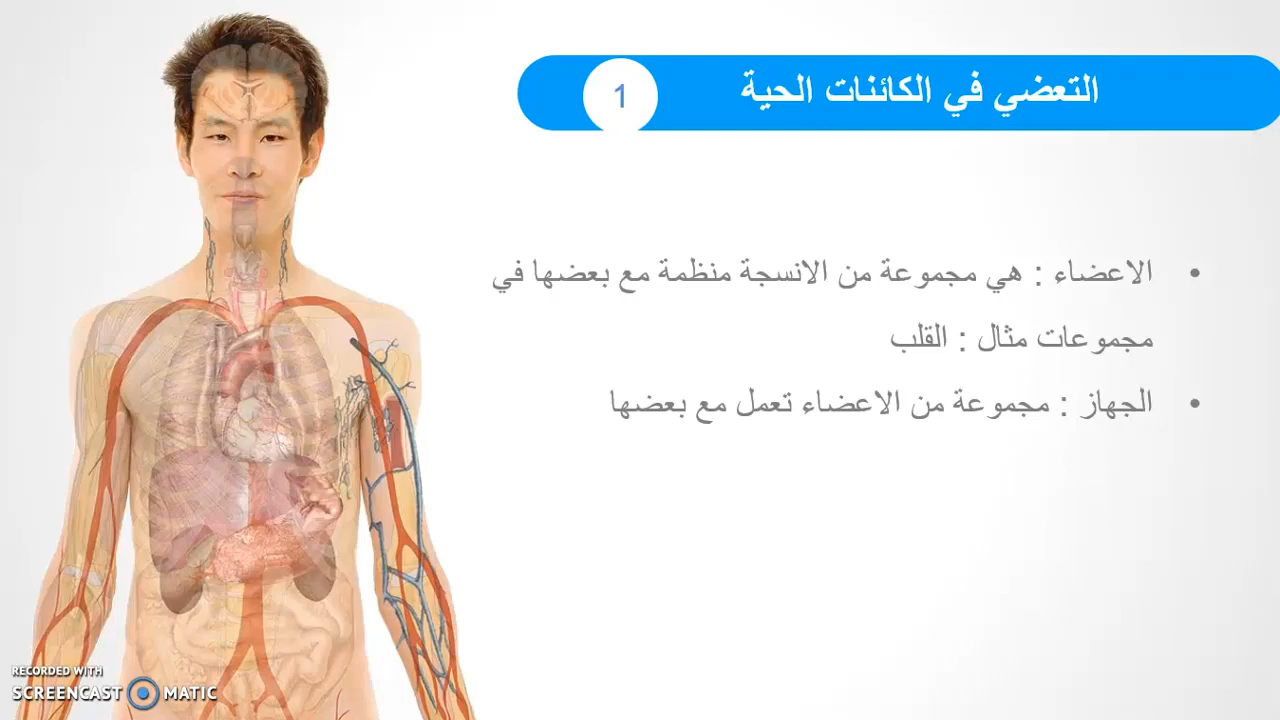 التعضي في الكائنات الحية
1
• الاعضاء : هي مجموعة من الانسجة منظمة مع بعضها في
مجموعات مثال : القلب
• الجهاز : مجموعة من الاعضاء تعمل مع بعضها
RECORDED WITH
SCREENCAST MATIC